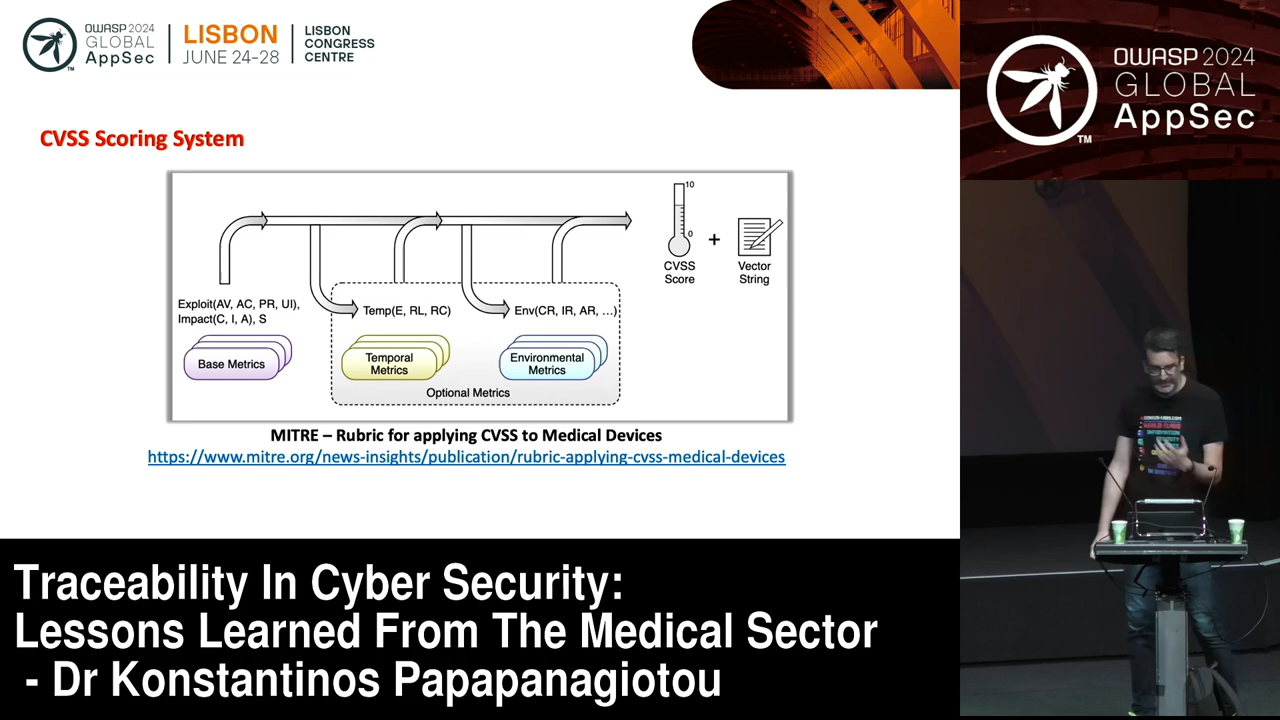 OWASP 2024
GLOBAL
AppSec
TM
LISBON
JUNE 24-28
LISBON
CONGRESS
CENTRE
OWASP 2024
GLOBAL
AppSec
TM
CVSS Scoring System
10
0
CVSS
Score
+
Vector
String
Exploit(AV, AC, PR, UI),
Impact(C, I, A), S
Temp(E, RL, RC)
Env(CR, IR, AR, ...)
Base Metrics
Temporal
Metrics
Environmental
Metrics
Optional Metrics
MITRE – Rubric for applying CVSS to Medical Devices
https://www.mitre.org/news-insights/publication/rubric-applying-cvss-medical-devices
INFORMATION
Traceability In Cyber Security:
Lessons Learned From The Medical Sector
- Dr Konstantinos Papapanagiotou